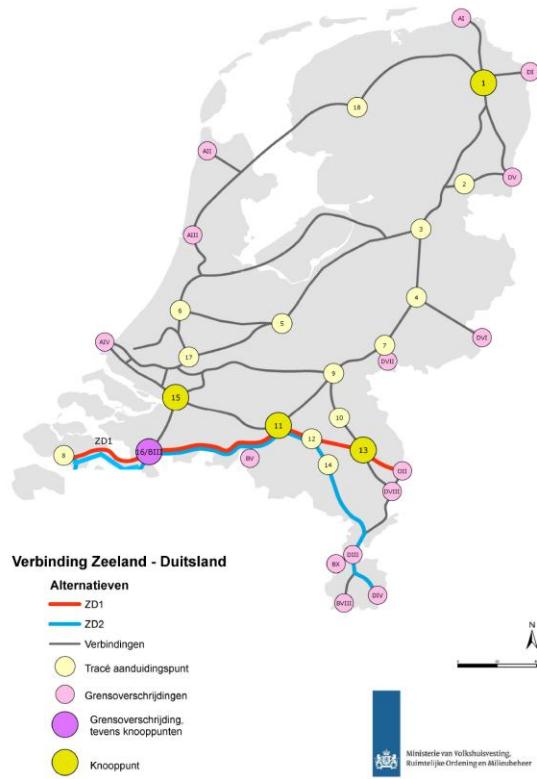 AI
DI
1
18
AII
2
DV
3
AIII
4
6
5
DVI
AIV
17
7
DVII
9
15
10
11
ZD1
12
8
16/BIII
13
BV
14
DII
DVIII
DIII
BX
DIV
BVIII
Verbinding Zeeland - Duitsland
Alternatieven
ZD1
ZD2
Verbindingen
Tracé aanduidingspunt
Grensoverschrijdingen
Grensoverschrijding,
tevens knooppunten
Knooppunt
N
Ministerie van Volkshuisvesting,
Ruimtelijke Ordening en Milieubeheer